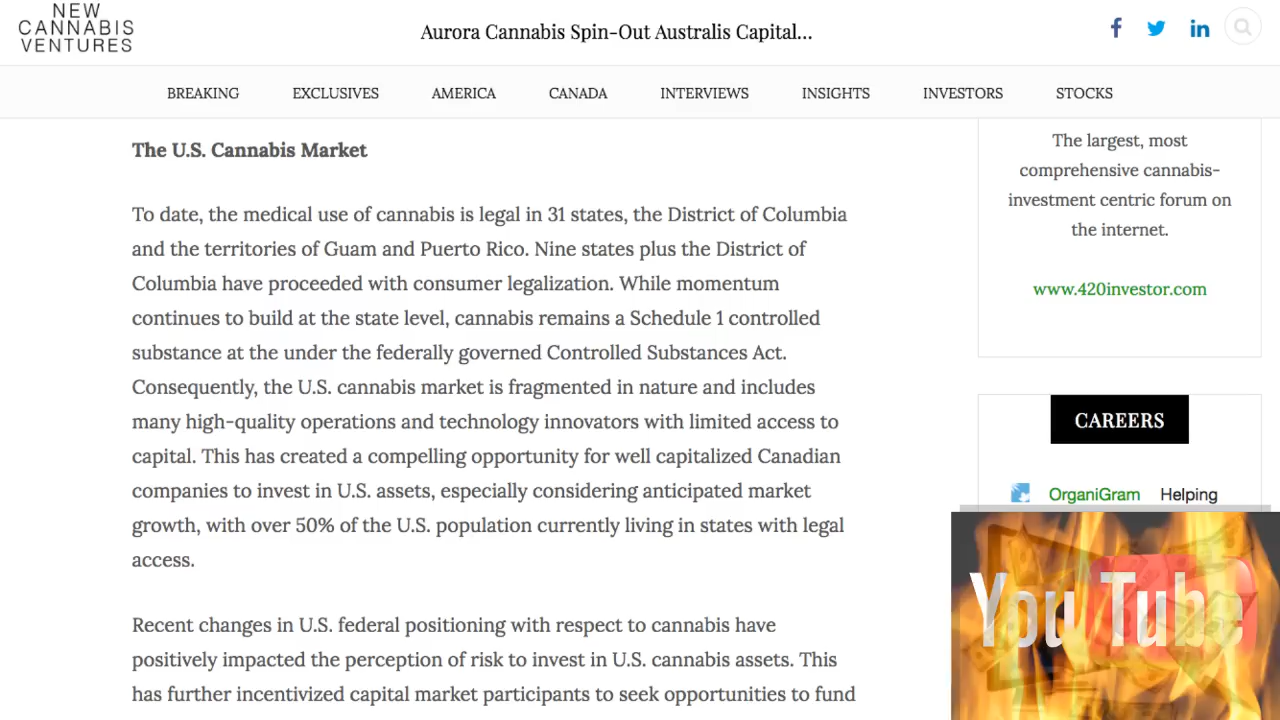 NEW
CANNABIS
VENTURES
Aurora Cannabis Spin-Out Australis Capital...
BREAKING EXCLUSIVES AMERICA CANADA INTERVIEWS INSIGHTS INVESTORS STOCKS
The U.S. Cannabis Market
To date, the medical use of cannabis is legal in 31 states, the District of Columbia
and the territories of Guam and Puerto Rico. Nine states plus the District of
Columbia have proceeded with consumer legalization. While momentum
continues to build at the state level, cannabis remains a Schedule 1 controlled
substance at the under the federally governed Controlled Substances Act.
Consequently, the U.S. cannabis market is fragmented in nature and includes
many high-quality operations and technology innovators with limited access to
capital. This has created a compelling opportunity for well capitalized Canadian
companies to invest in U.S. assets, especially considering anticipated market
growth, with over 50% of the U.S. population currently living in states with legal
access.
Recent changes in U.S. federal positioning with respect to cannabis have
positively impacted the perception of risk to invest in U.S. cannabis assets. This
has further incentivized capital market participants to seek opportunities to fund
The largest, most
comprehensive cannabis-
investment centric forum on
the internet.
www.420investor.com
CAREERS
OrganiGram Helping
You Tube